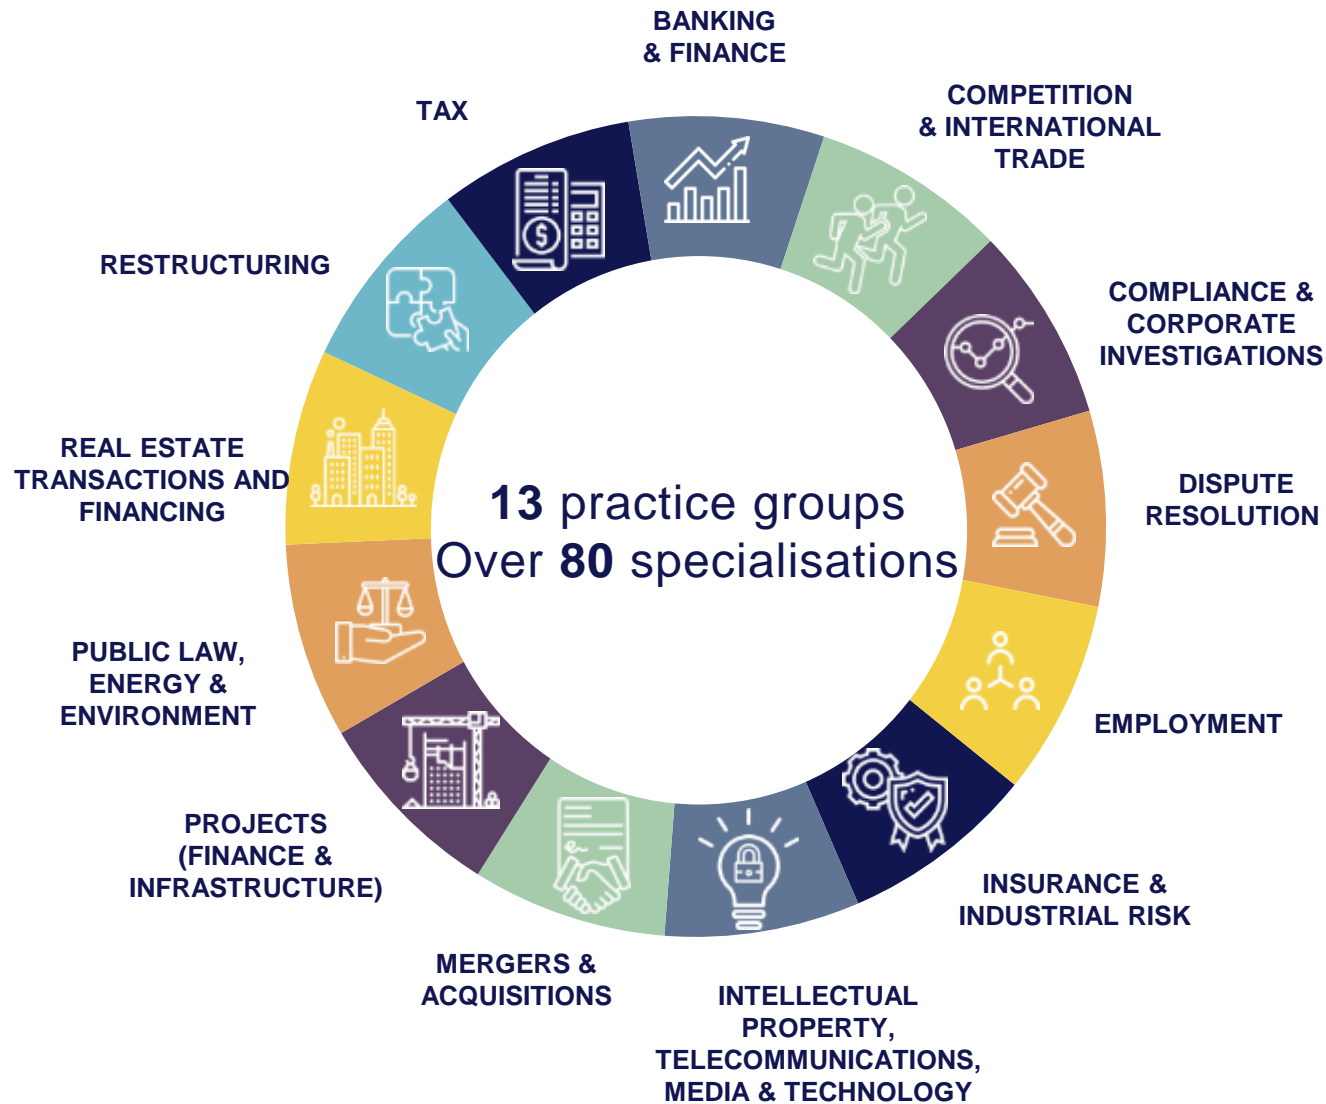 BANKING
& FINANCE
COMPETITION
& INTERNATIONAL
TRADE
COMPLIANCE &
CORPORATE
INVESTIGATIONS
DISPUTE
RESOLUTION
EMPLOYMENT
INSURANCE &
INDUSTRIAL RISK
INTELLECTUAL
PROPERTY,
TELECOMMUNICATIONS,
MEDIA & TECHNOLOGY
MERGERS &
ACQUISITIONS
PROJECTS
(FINANCE &
INFRASTRUCTURE)
PUBLIC LAW,
ENERGY &
ENVIRONMENT
REAL ESTATE
TRANSACTIONS AND
FINANCING
RESTRUCTURING
TAX
$
13 practice groups
Over 80 specialisations